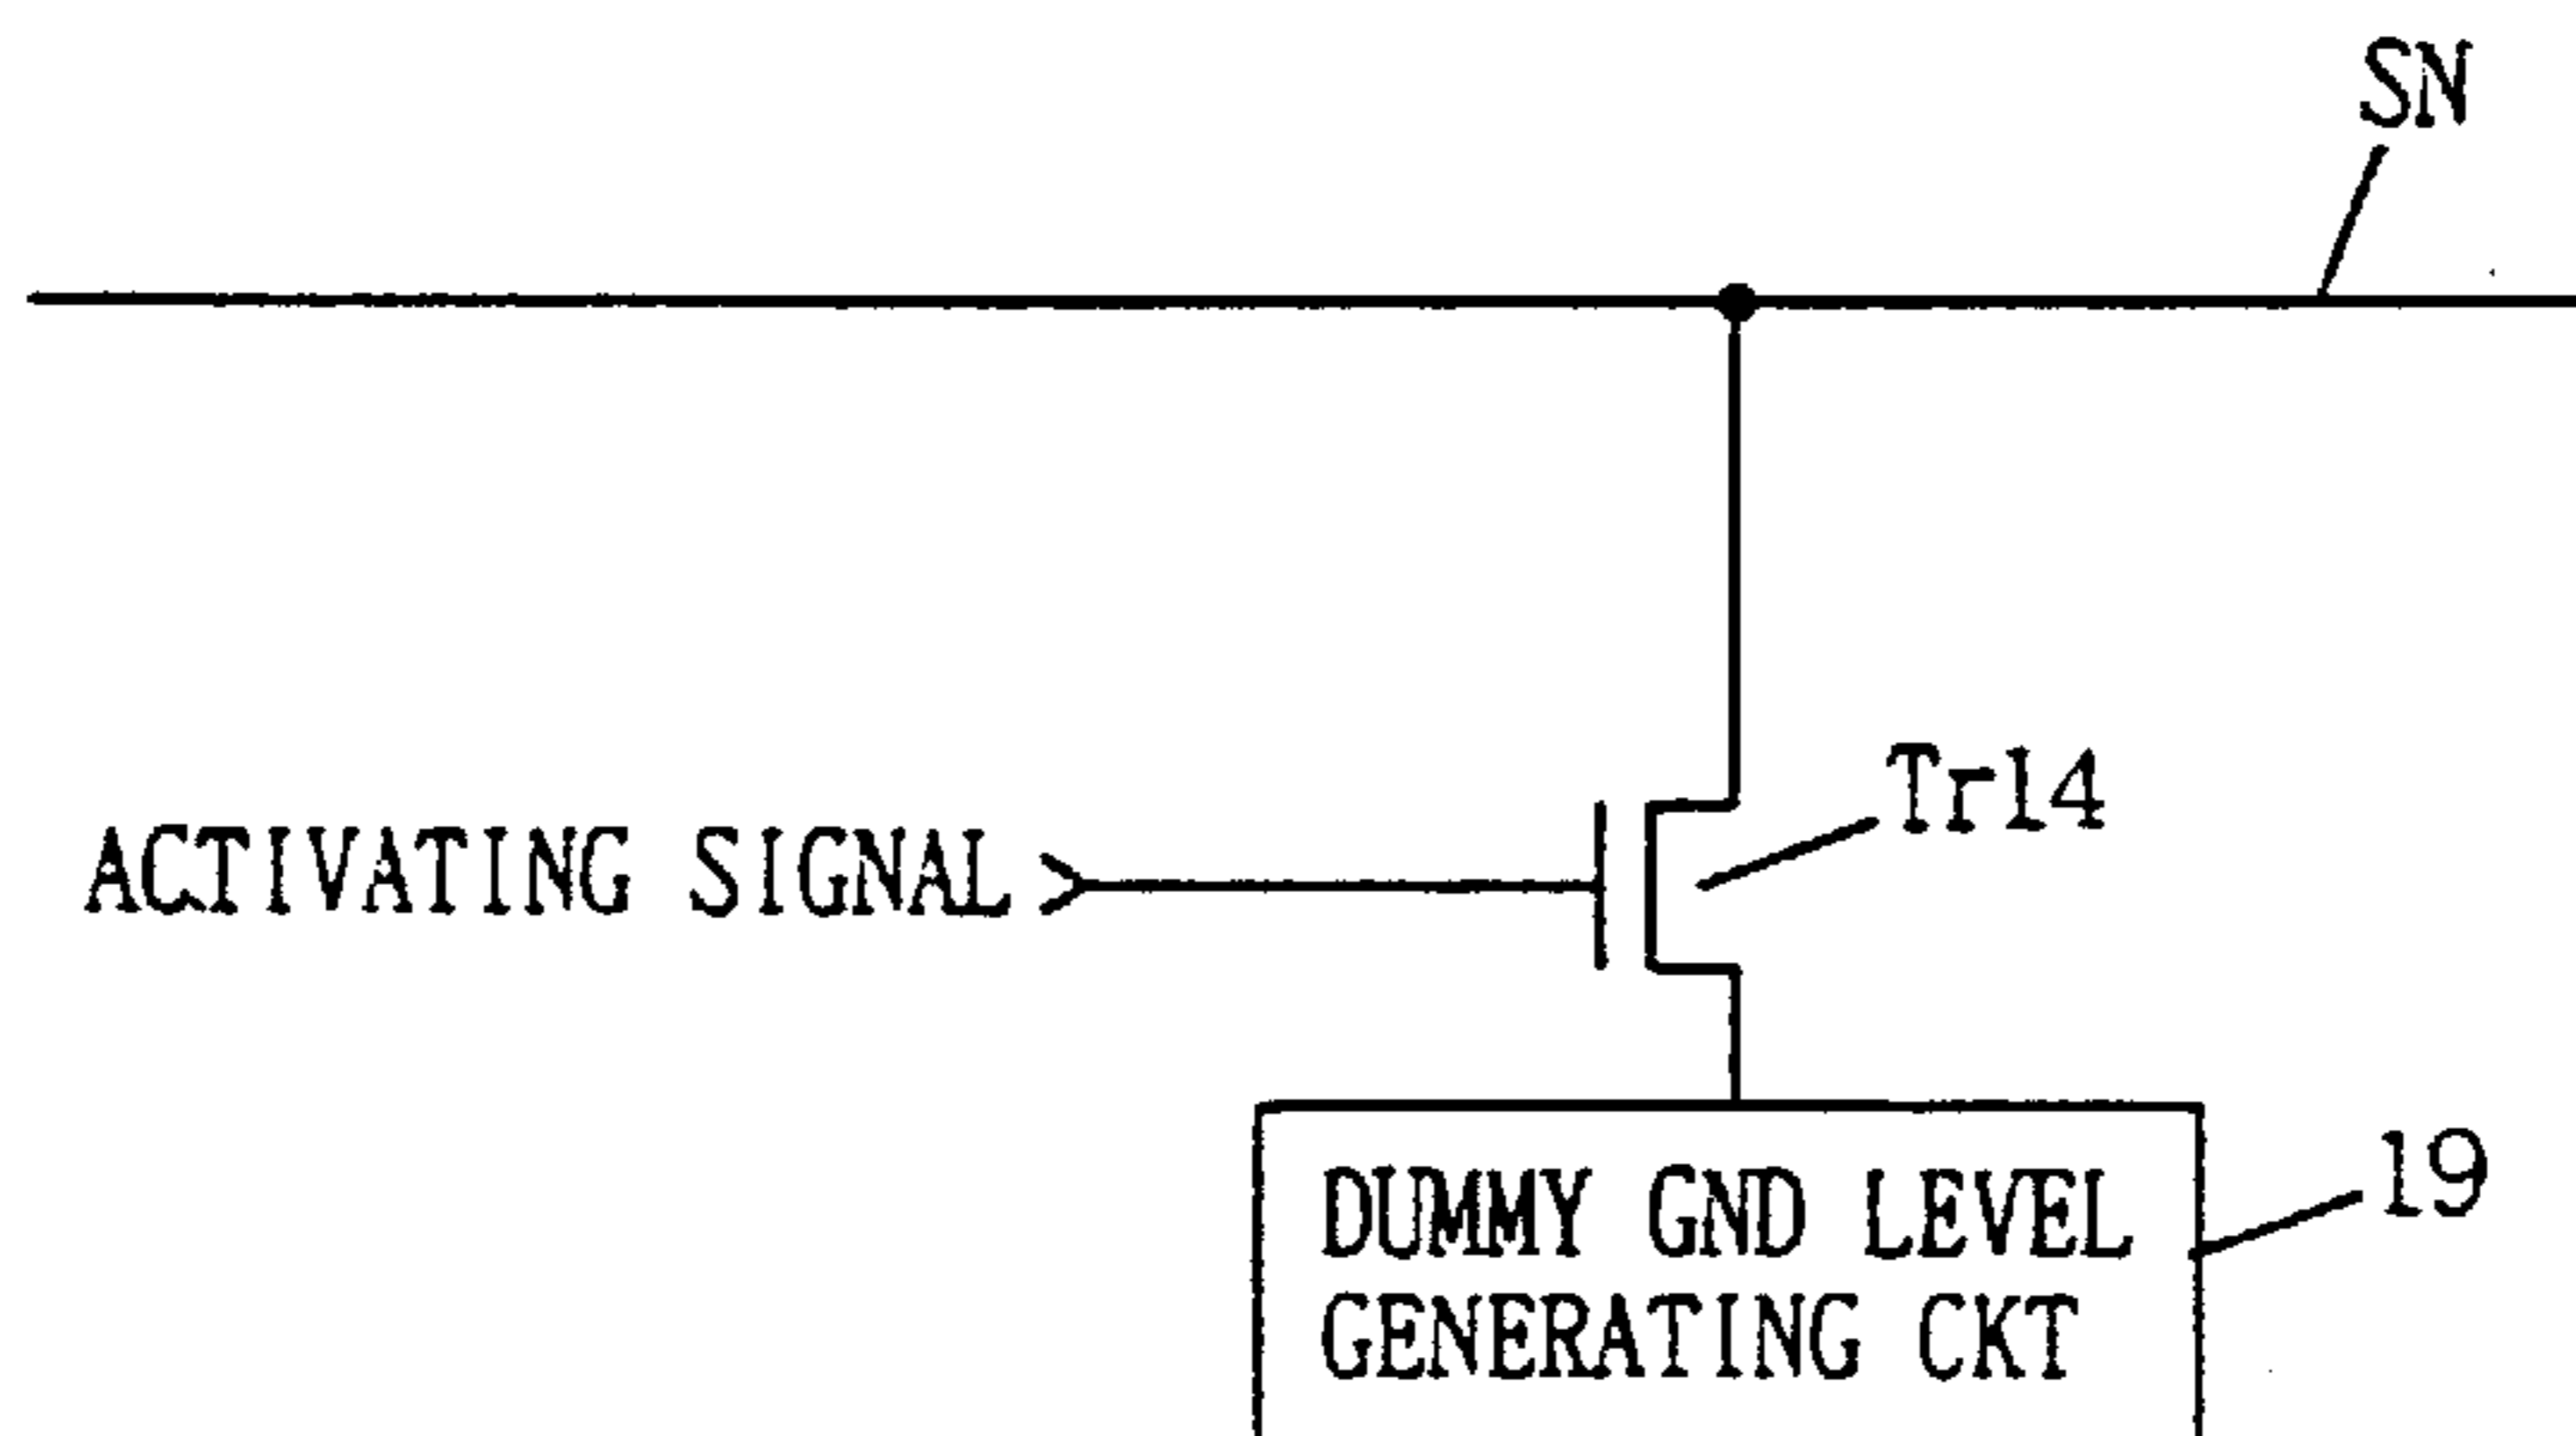 SN
Tr14
ACTIVATING SIGNAL
DUMMY GND LEVEL
GENERATING CKT
19